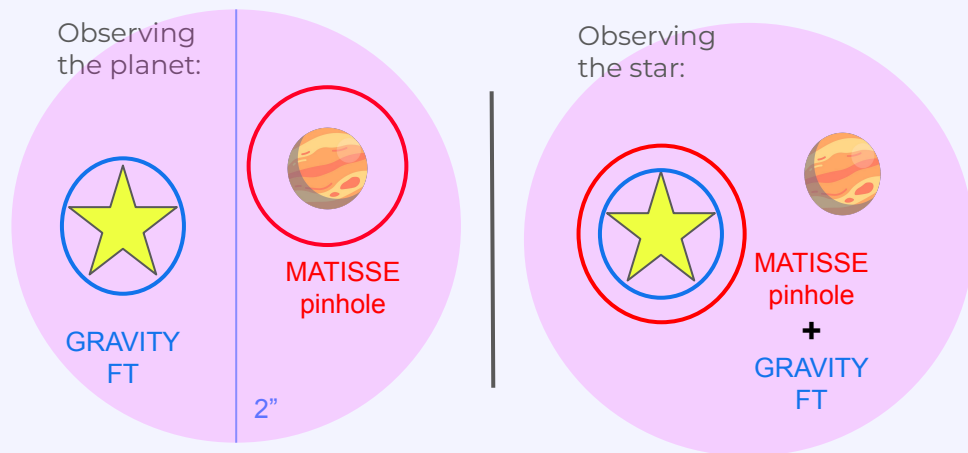 Observing
the planet:
MATISSE
pinhole
GRAVITY
FT
2”
Observing
the star:
MATISSE
pinhole
+
GRAVITY
FT